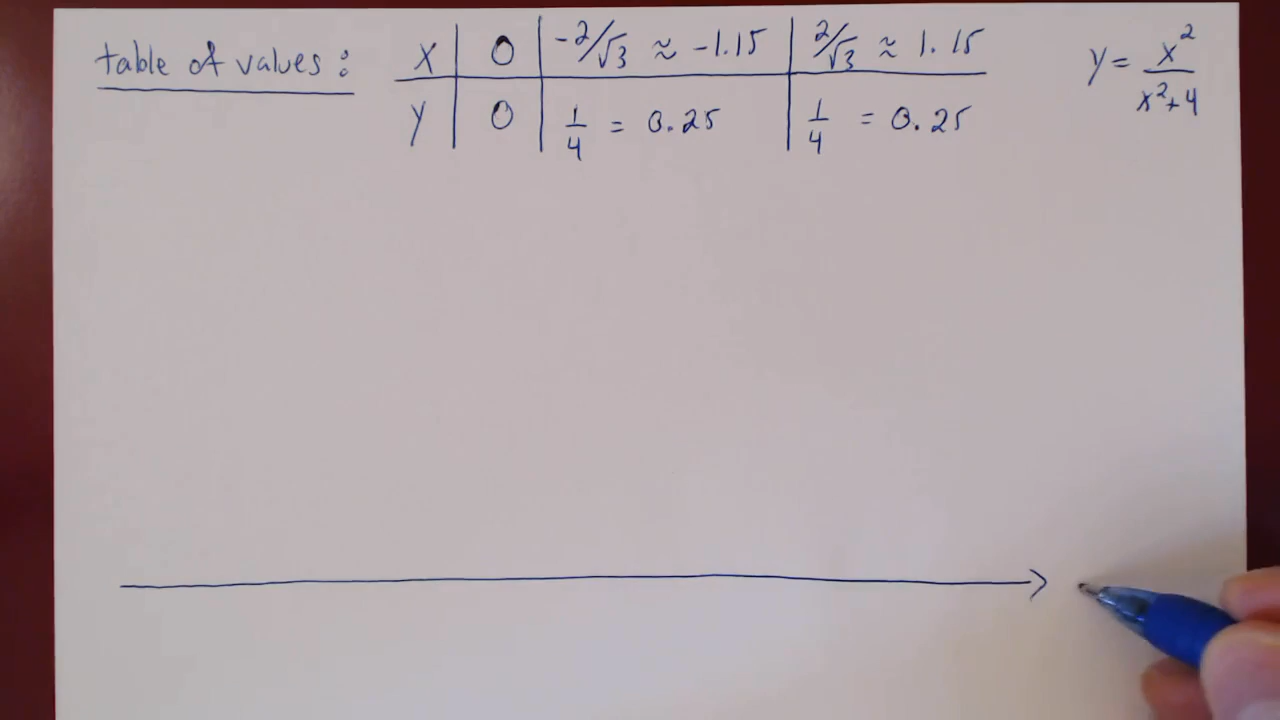 table of values: x | 0 | -2/√3 ≈ -1.15 | 2/√3 ≈ 1.15
y | 0 | 1/4 = 0.25 | 1/4 = 0.25
y = x²/(x²+4)